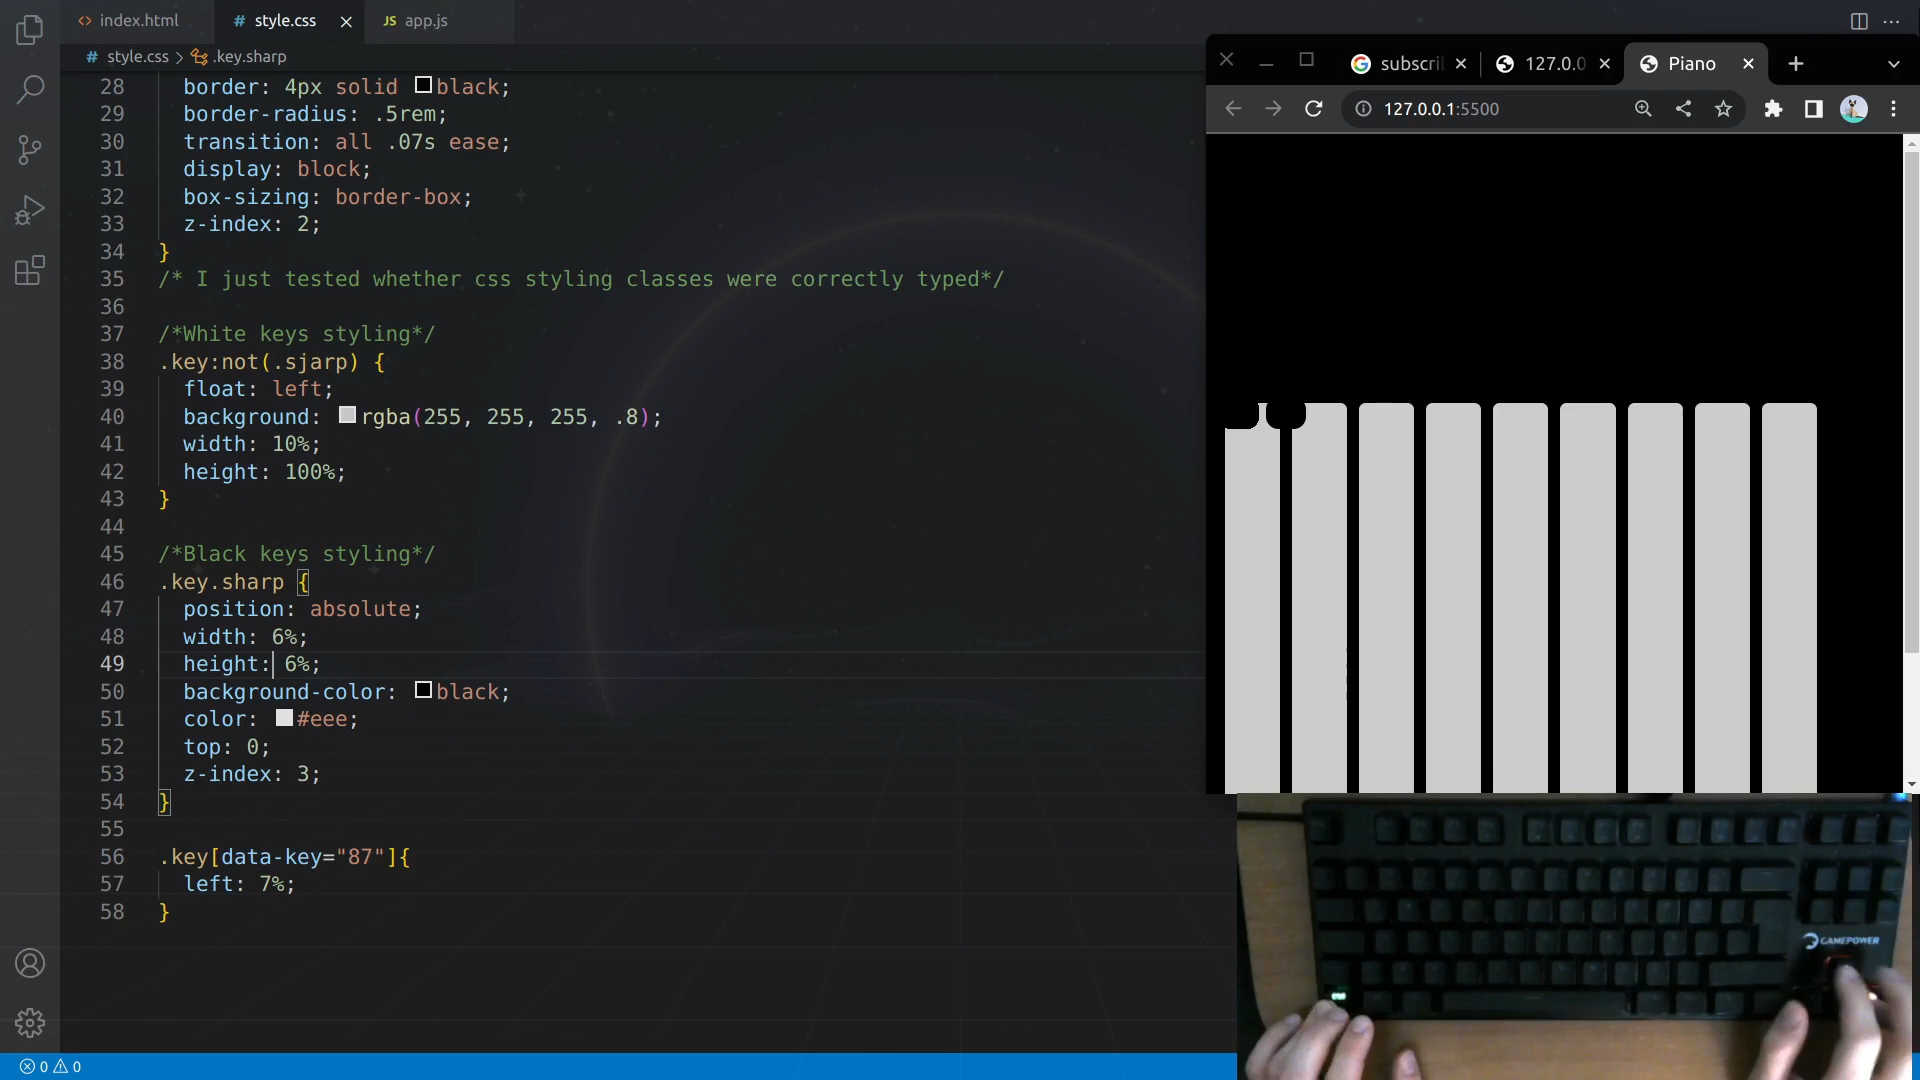 index.html
# style.css
JS app.js
# style.css > .key.sharp
28 border: 4px solid black;
29 border-radius: .5rem;
30 transition: all .07s ease;
31 display: block;
32 box-sizing: border-box;
33 z-index: 2;
34 }
35 /* I just tested whether css styling classes were correctly typed*/
36
37 /*White keys styling*/
38 .key:not(.sjarp) {
39 float: left;
40 background: rgba(255, 255, 255, .8);
41 width: 10%;
42 height: 100%;
43 }
44
45 /*Black keys styling*/
46 .key.sharp {
47 position: absolute;
48 width: 6%;
49 height: 6%;
50 background-color: black;
51 color: #eee;
52 top: 0;
53 z-index: 3;
54 }
55
56 .key[data-key="87"]{
57 left: 7%;
58 }
0 0
subscri
127.0.0
Piano
127.0.0.1:5500
GAMEPOWER